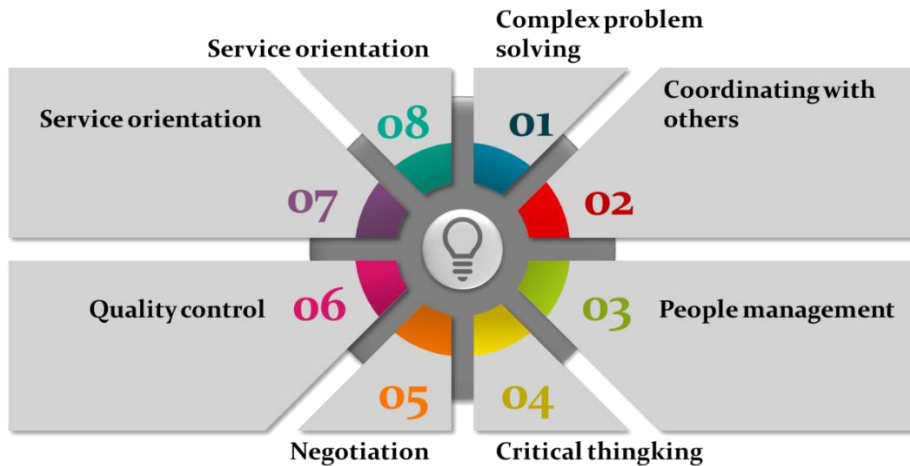 Complex problem
solving
01
Coordinating with
others
02
People management
03
Critical thingking
04
Negotiation
05
Quality control
06
Service orientation
07
Service orientation
08